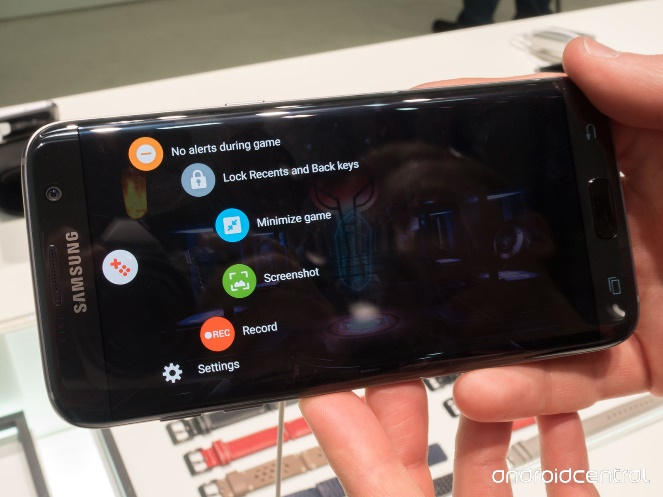 No alerts during game
Lock Recents and Back keys
Minimize game
Screenshot
REC
Record
Settings
SAMSUNG
androidcentral